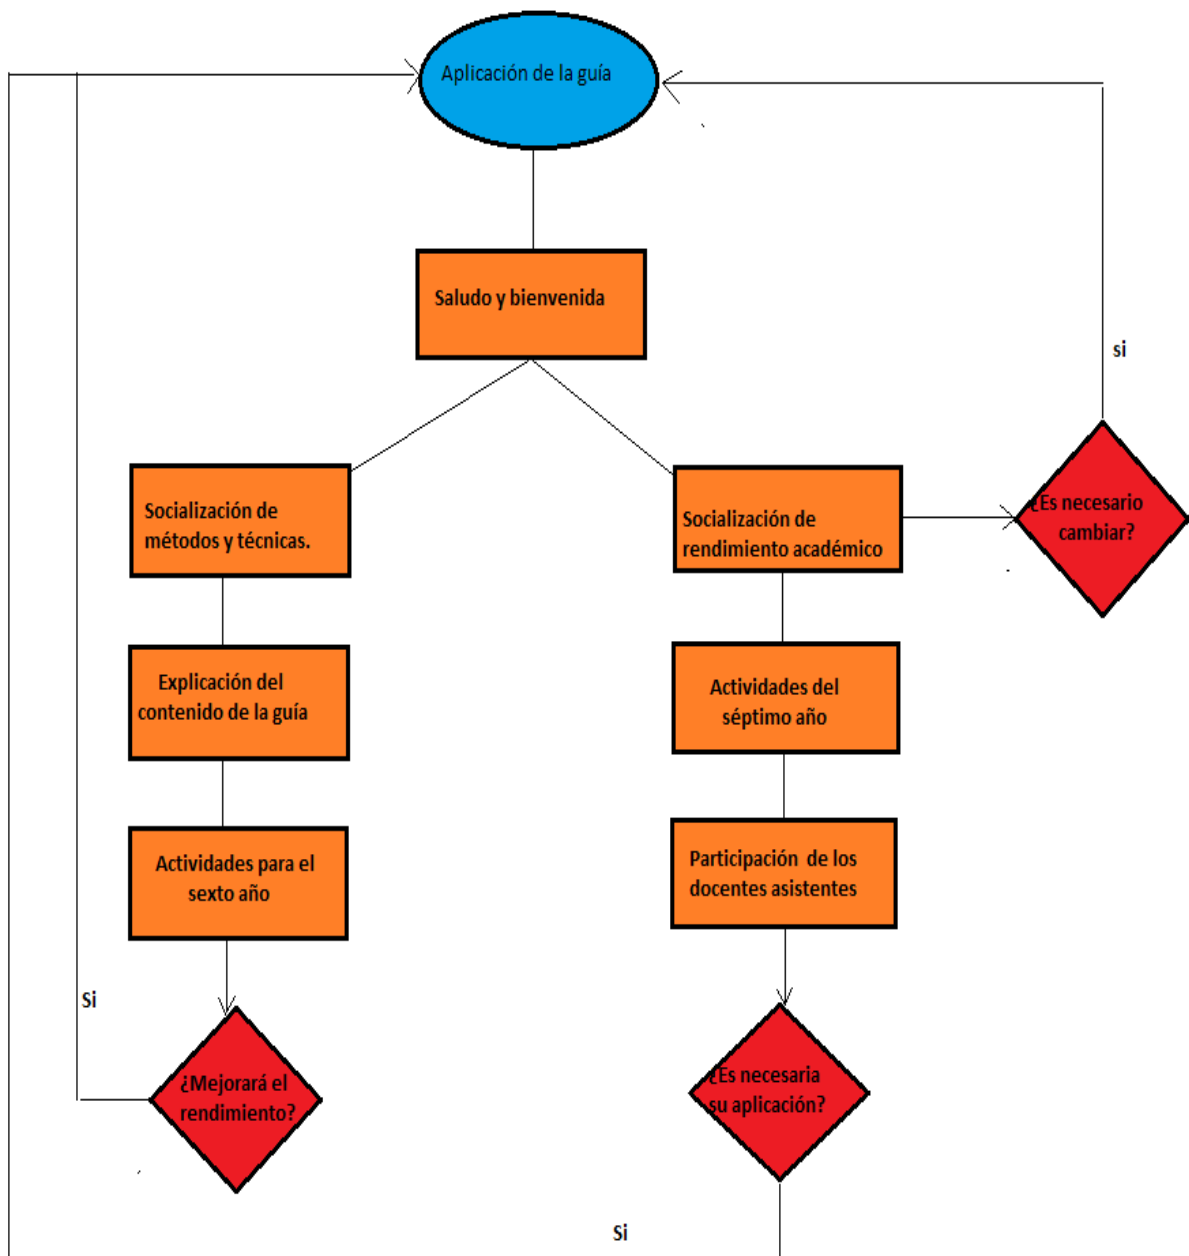 Aplicación de la guía
Saludo y bienvenida
si
Socialización de
métodos y técnicas.
Socialización de
rendimiento académico
¿Es necesario
cambiar?
Explicación del
contenido de la guía
Actividades del
séptimo año
Actividades para el
sexto año
Participación de los
docentes asistentes
Si
¿Mejorará el
rendimiento?
¿Es necesaria
su aplicación?
Si